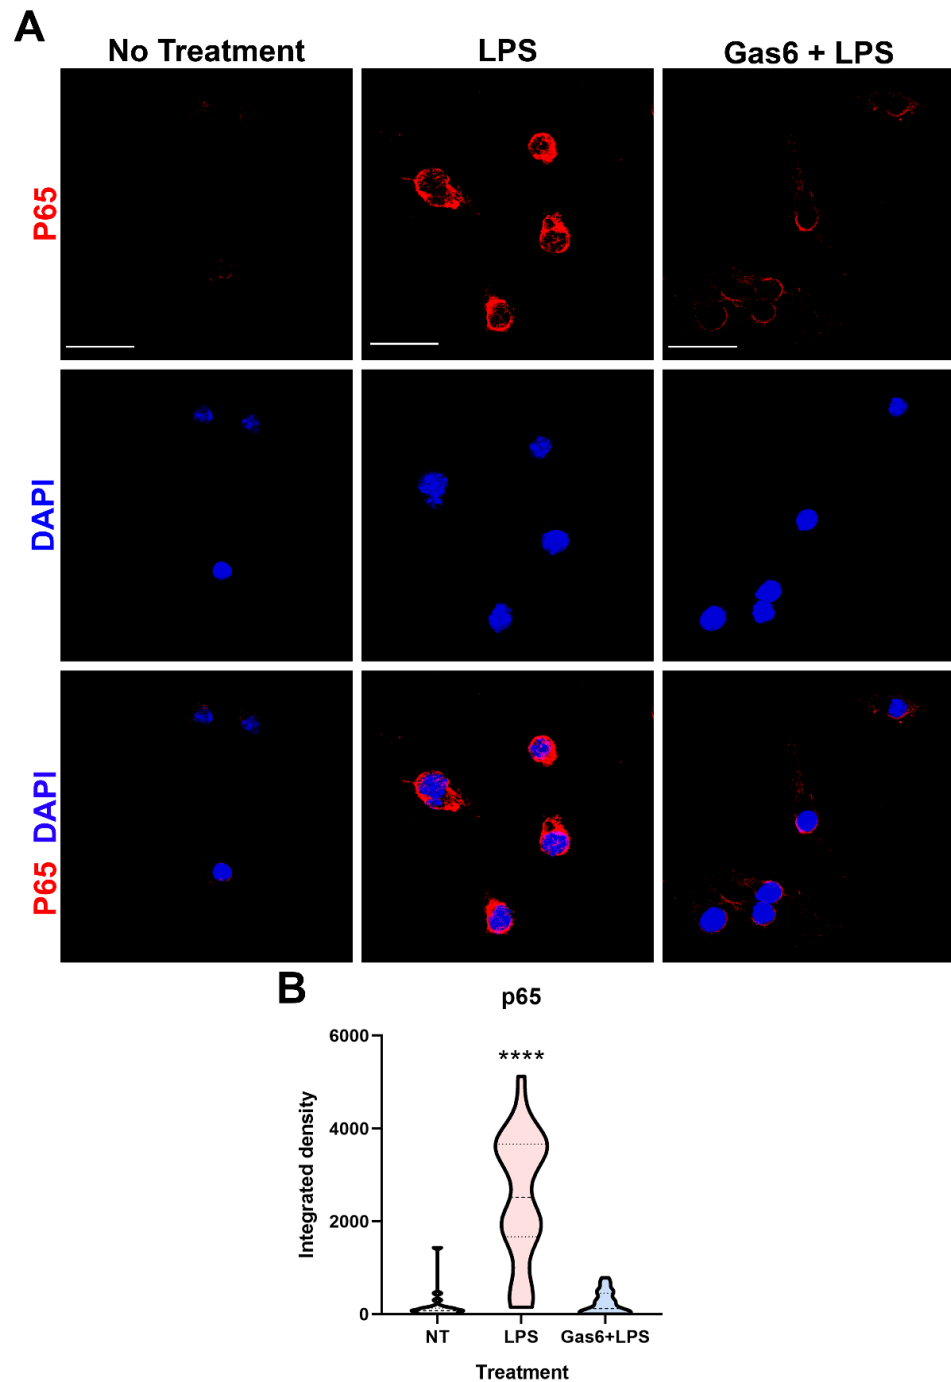 A
No Treatment
LPS
Gas6 + LPS
P65
DAPI
P65 DAPI
B
p65
6000
4000
2000
0
Integrated density
****
NT
LPS
Gas6+LPS
Treatment